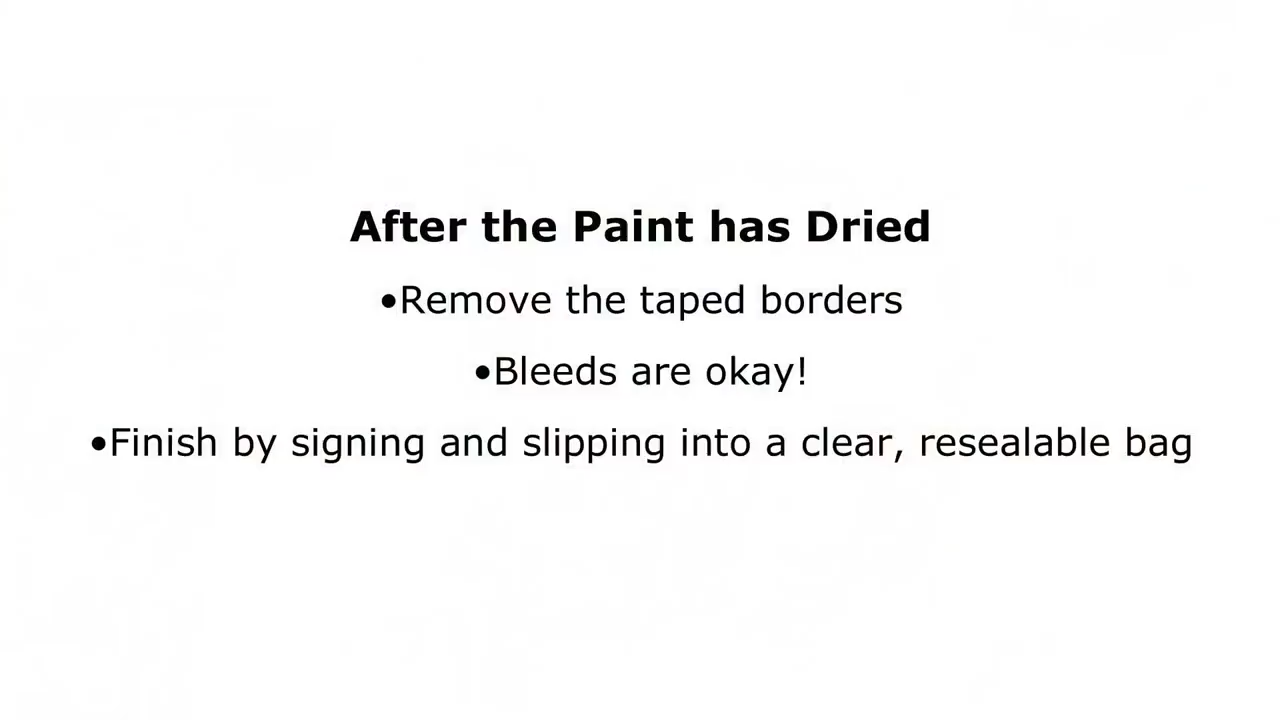 After the Paint has Dried
•Remove the taped borders
•Bleeds are okay!
•Finish by signing and slipping into a clear, resealable bag